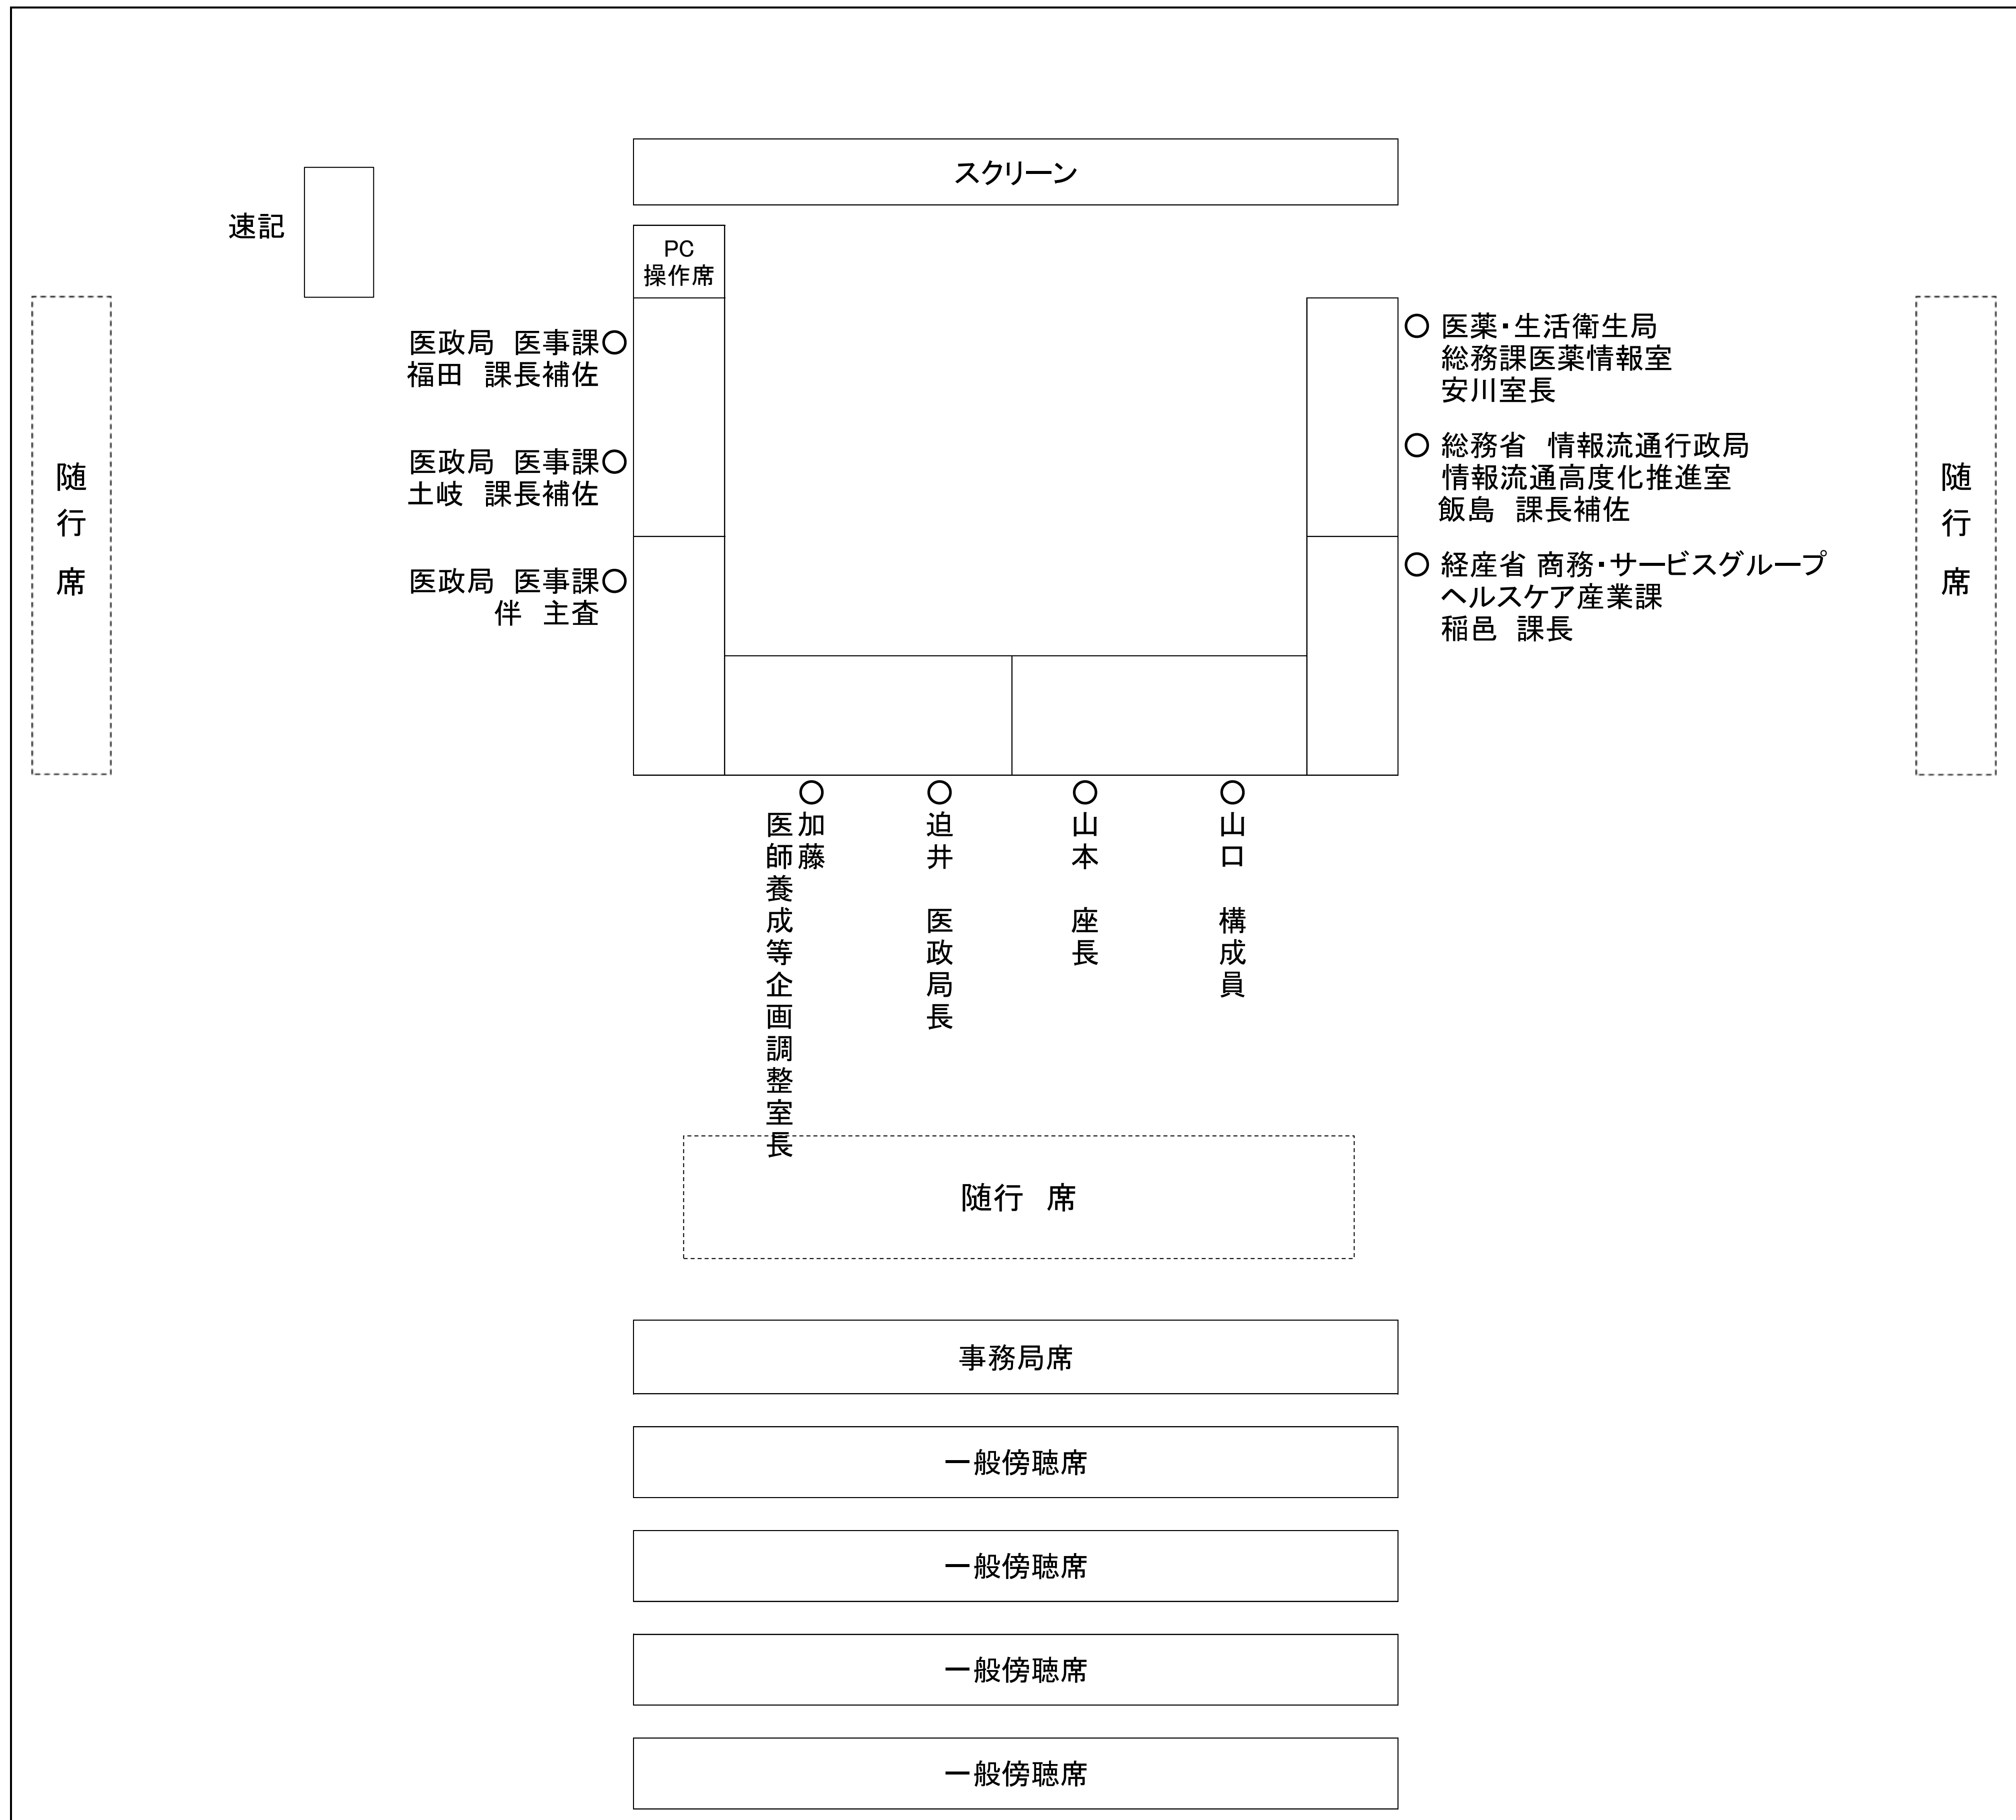 スクリーン
速記
PC
操作席
随行 席
医政局　医事課○
福田　課長補佐
医政局　医事課○
土岐　課長補佐
医政局　医事課○
伴　主査
○ 医薬・生活衛生局
総務課医薬情報室
安川室長
○ 総務省　情報流通行政局
情報流通高度化推進室
飯島　課長補佐
○ 経産省 商務・サービスグループ
ヘルスケア産業課
稲邑　課長
随行 席
○山口　構成員
○山本　座長
○迫井　医政局長
○加藤
医師養成等企画調整室長
随行　席
事務局席
一般傍聴席
一般傍聴席
一般傍聴席
一般傍聴席